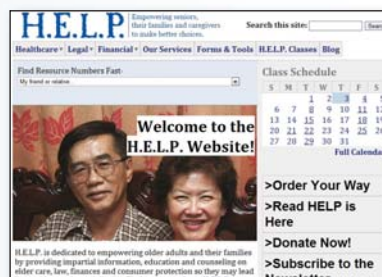 H.E.L.P.
Empowering seniors,
their families and caregivers
to make better choices.
Search this site:
Healthcare Legal Financial Our Services Forms & Tools H.E.L.P. Classes Blog
Find Resource Numbers Fast-
My friend or relative...
Class Schedule
S M T W T F S
1 2 3 4 5
6 7 8 9 10 11
13 14 15 16 17 18
20 21 22 23 24 25 26
27 28 29 30 31
Full Calenda
Welcome to the
H.E.L.P. Website!
>Order Your Way
>Read HELP is
Here
>Donate Now!
>Subscribe to the
Newsletter
H.E.L.P. is dedicated to empowering older adults and their families
by providing impartial information, education and counseling on
elder care, law, finances and consumer protection so they may lead